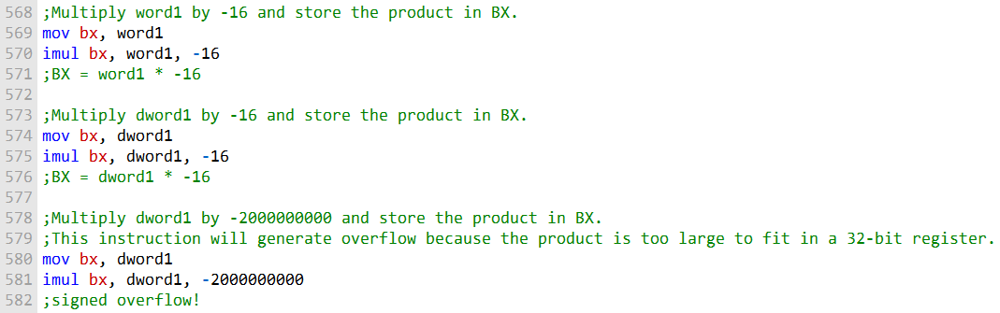 568 ;Multiply word1 by -16 and store the product in BX.
569 mov bx, word1
570 imul bx, word1, -16
571 ;BX = word1 * -16
572
573 ;Multiply dword1 by -16 and store the product in BX.
574 mov bx, dword1
575 imul bx, dword1, -16
576 ;BX = dword1 * -16
577
578 ;Multiply dword1 by -2000000000 and store the product in BX.
579 ;This instruction will generate overflow because the product is too large to fit in a 32-bit register.
580 mov bx, dword1
581 imul bx, dword1, -2000000000
582 ;signed overflow!